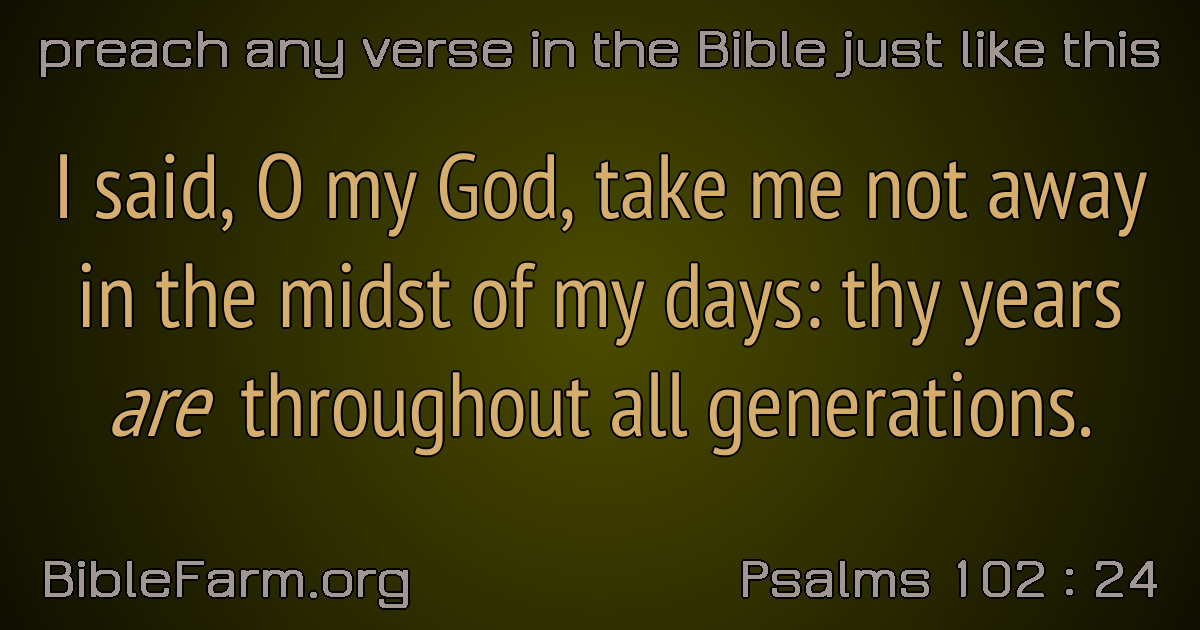 preach any verse in the Bible just like this
I said, O my God, take me not away
in the midst of my days: thy years
are throughout all generations.
BibleFarm.org
Psalms 102 : 24